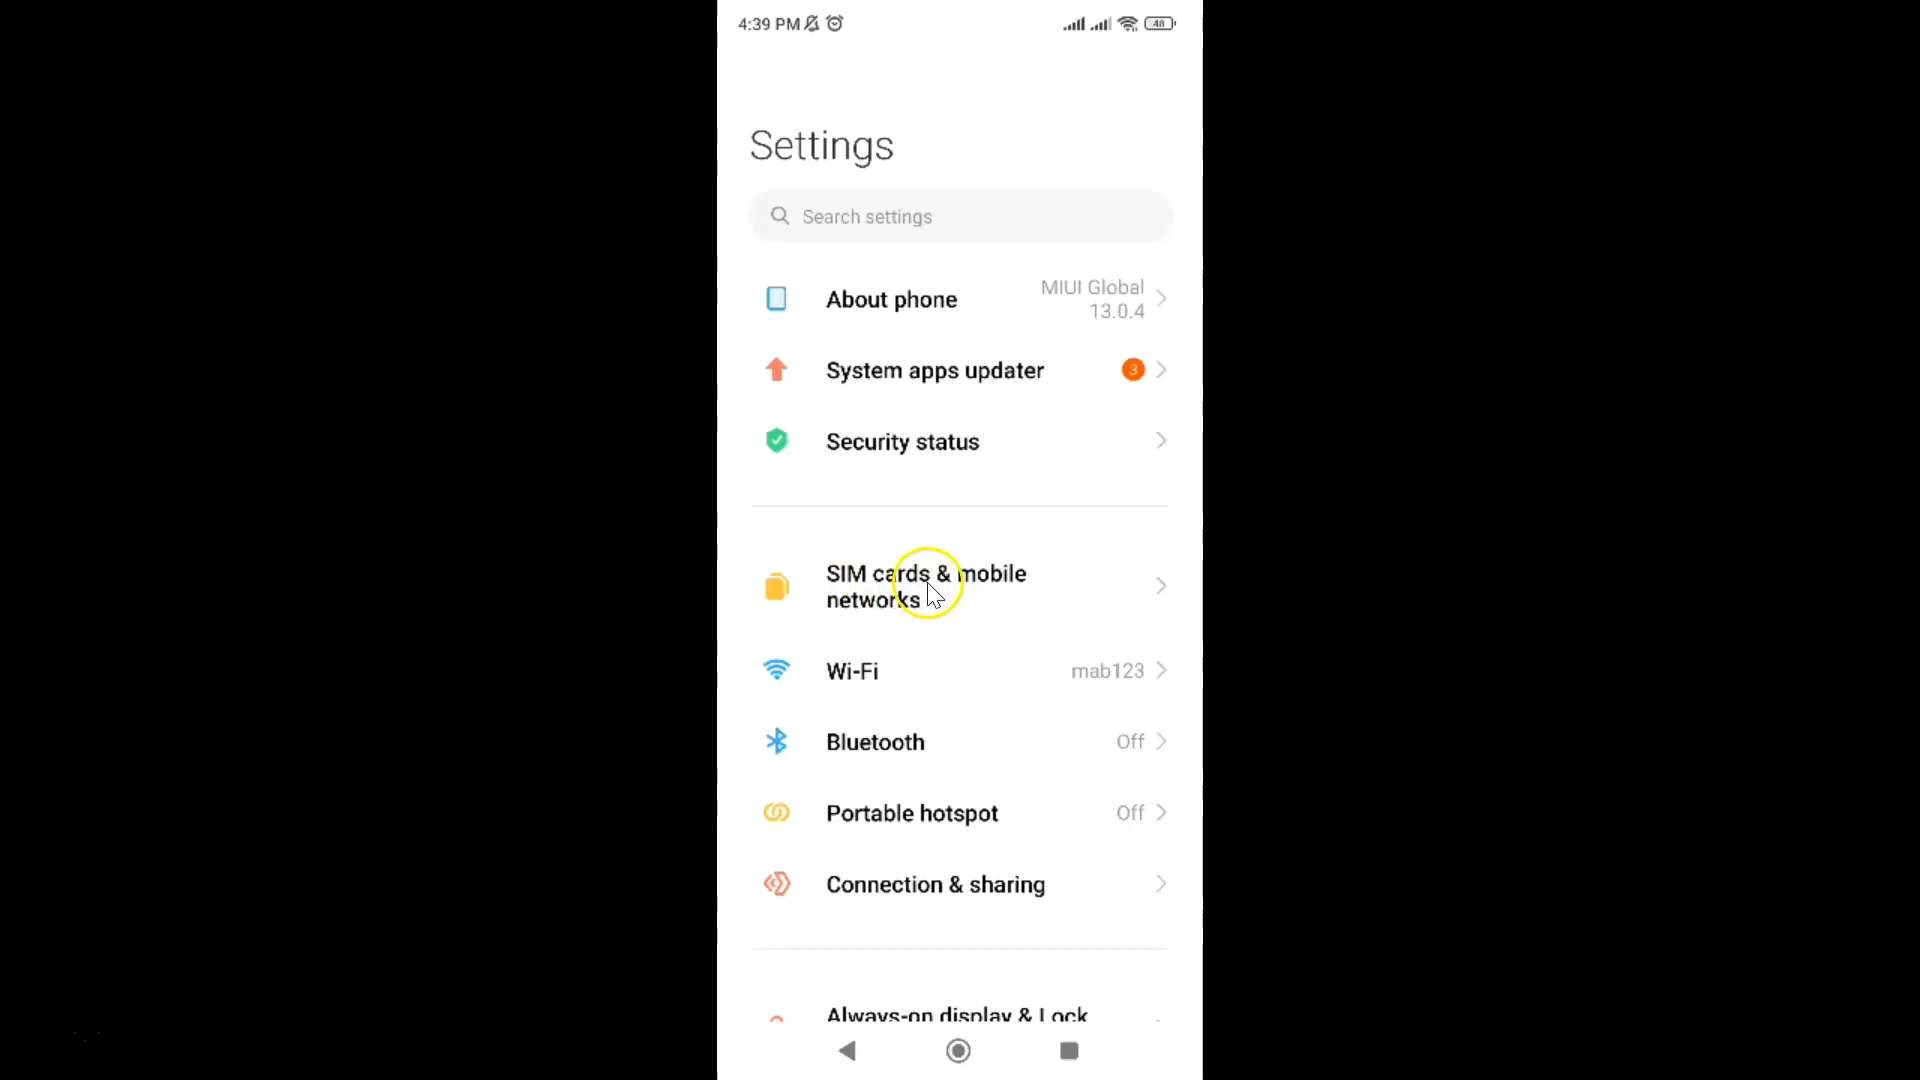 4:39 PM
48
Settings
Search settings
About phone
MIUI Global
13.0.4
System apps updater
3
Security status
SIM cards & mobile
networks
Wi-Fi
mab123
Bluetooth
Off
Portable hotspot
Off
Connection & sharing
Always-on display & Lock